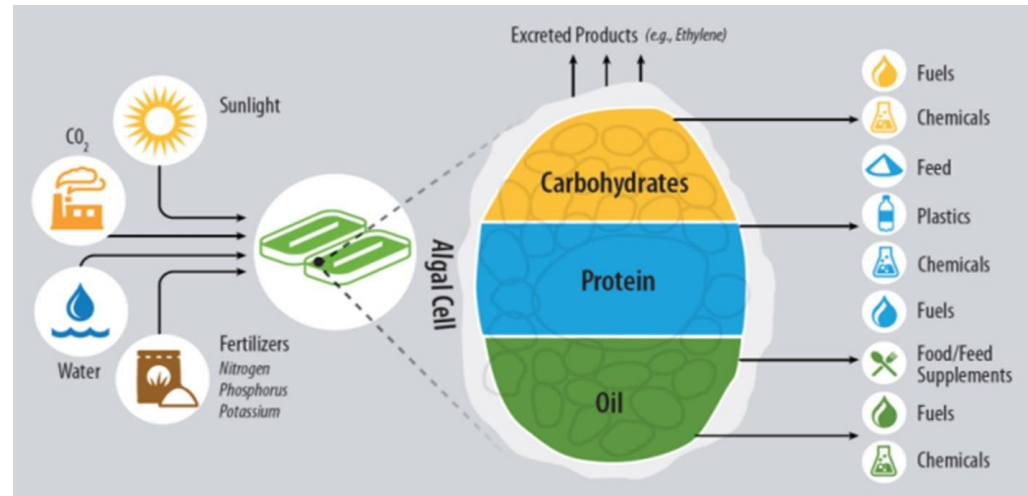 Excreted Products (e.g., Ethylene)
Sunlight
CO₂
Water
Fertilizers
Nitrogen
Phosphorus
Potassium
Algal Cell
Carbohydrates
Protein
Oil
Fuels
Chemicals
Feed
Plastics
Chemicals
Fuels
Food/Feed
Supplements
Fuels
Chemicals